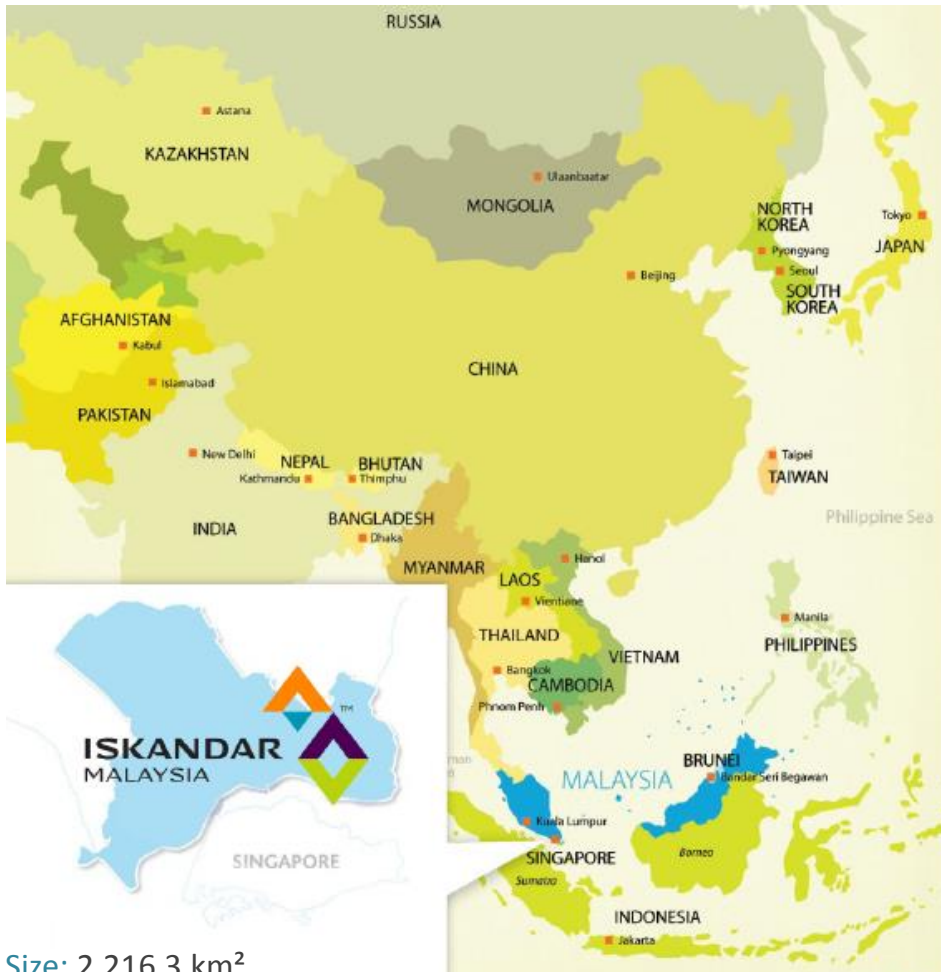 RUSSIA
Astana
KAZAKHSTAN
Ulaanbaatar
MONGOLIA
NORTH
KOREA
Tokyo
JAPAN
Pyongyang
Seoul
SOUTH
KOREA
Beijing
AFGHANISTAN
Kabul
CHINA
Islamabad
PAKISTAN
New Delhi
NEPAL
BHUTAN
Kathmandu
Thimphu
Taipei
TAIWAN
BANGLADESH
INDIA
Dhaka
Philippine Sea
MYANMAR
Hanoi
LAOS
Vientiane
Manila
THAILAND
PHILIPPINES
VIETNAM
Bangkok
CAMBODIA
Phnom Penh
ISKANDAR
TM
MALAYSIA
BRUNEI
MALAYSIA
Bandar Seri Begawan
Kuala Lumpur
SINGAPORE
SINGAPORE
Borneo
Sumatra
INDONESIA
Jakarta
Size: 2,216.3 km²